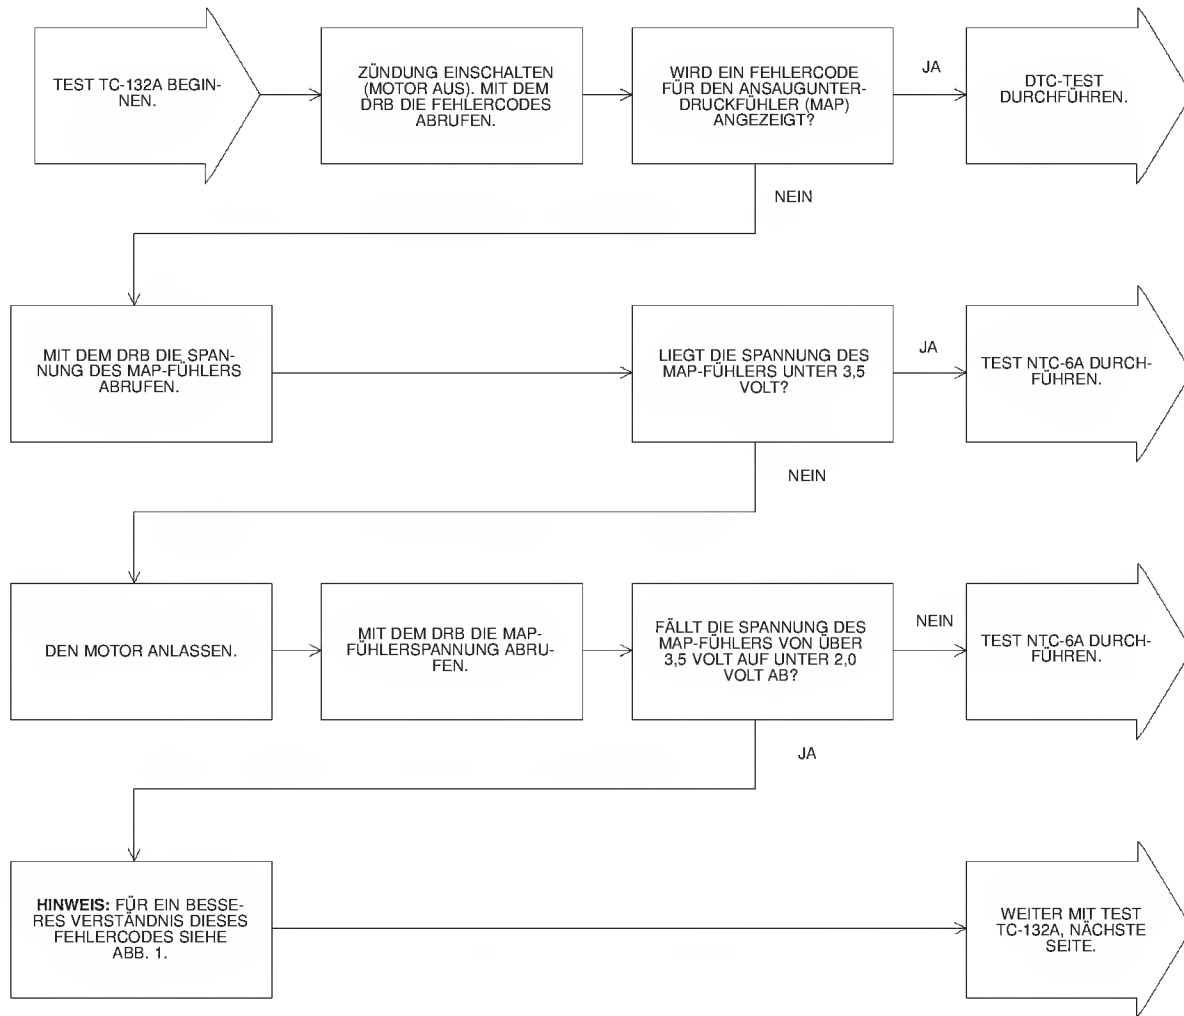 TEST TC-132A BEGIN-
NEN.
ZÜNDUNG EINSCHALTEN
(MOTOR AUS). MIT DEM
DRB DIE FEHLERCODES
ABRUFEN.
WIRD EIN FEHLERCODE
FÜR DEN ANSAUGUNTER-
DRUCKFÜHLER (MAP)
ANGEZEIGT?
JA
DTC-TEST
DURCHFÜHREN.
NEIN
MIT DEM DRB DIE SPAN-
NUNG DES MAP-FÜHLERS
ABRUFEN.
LIEGT DIE SPANNUNG DES
MAP-FÜHLERS UNTER 3,5
VOLT?
JA
TEST NTC-6A DURCH-
FÜHREN.
NEIN
DEN MOTOR ANLASSEN.
MIT DEM DRB DIE MAP-
FÜHLERSPANNUNG ABRU-
FEN.
FÄLLT DIE SPANNUNG DES
MAP-FÜHLERS VON ÜBER
3,5 VOLT AUF UNTER 2,0
VOLT AB?
NEIN
TEST NTC-6A DURCH-
FÜHREN.
JA
HINWEIS: FÜR EIN BESSE-
RES VERSTÄNDNIS DIESES
FEHLERCODES SIEHE
ABB. 1.
WEITER MIT TEST
TC-132A, NÄCHSTE
SEITE.